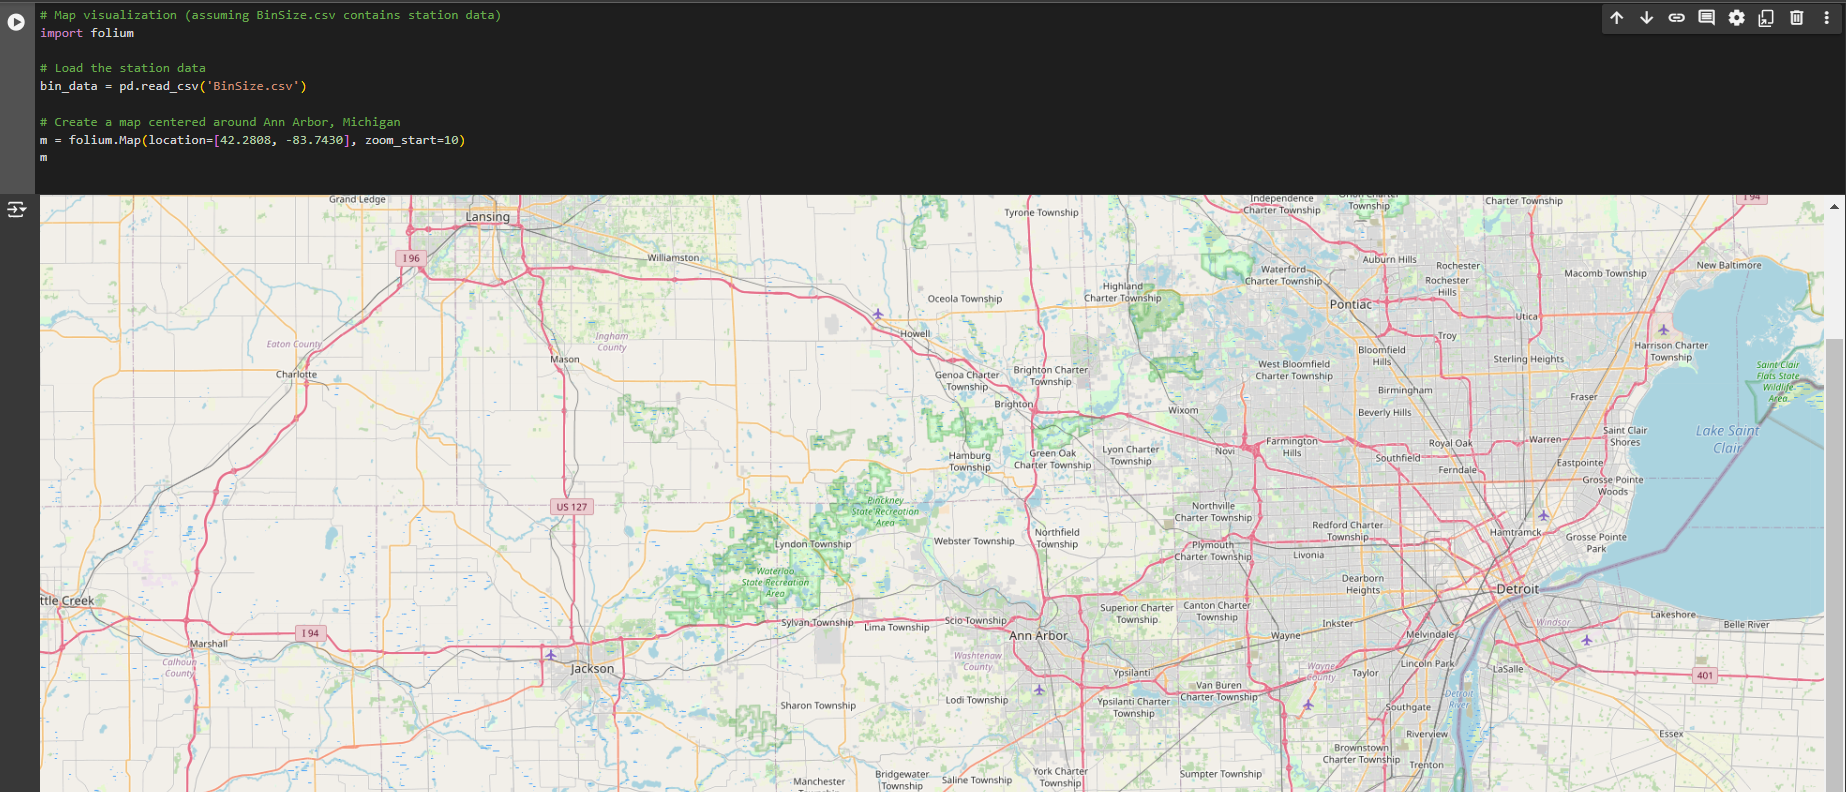 # Map visualization (assuming BinSize.csv contains station data)
import folium
# Load the station data
bin_data = pd.read_csv('BinSize.csv')
# Create a map centered around Ann Arbor, Michigan
m = folium.Map(location=[42.2808, -83.7430], zoom_start=10)
m
Grand Ledge
Lansing
I 96
Williamston
Eaton County
Charlotte
Ingham
County
Mason
US 127
Tyrone Township
Oceola Township
Howell
Highland
Charter Township
Genoa Charter
Township
Brighton Charter
Township
Brighton
Hamburg
Township
Green Oak
Charter Township
Lyon Charter
Township
Wixom
Novi
Independence
Charter Township
Township
Charter Township
I 94
Waterford
Charter Township
Auburn Hills
Pontiac
Rochester
Rochester
Hills
Macomb Township
New Baltimore
Utica
Troy
Bloomfield
Hills
Sterling Heights
Harrison Charter
Township
West Bloomfield
Charter Township
Birmingham
Beverly Hills
Fraser
Saint Clair
Flats State
Wildlife
Area
Farmington
Hills
Southfield
Royal Oak
Ferndale
Warren
Saint Clair
Shores
Eastpointe
Grosse Pointe
Woods
Lake Saint
Clair
Pinckney
State Recreation
Area
Lyndon Township
Waterloo
State Recreation
Area
Webster Township
Northfield
Township
Northville
Charter Township
Plymouth
Charter Township
Redford Charter
Township
Livonia
Hamtramck
Grosse Pointe
Park
Detroit
Dearborn
Heights
ttle Creek
Marshall
I 94
Calhoun
County
Jackson
Sylvan Township
Lima Township
Scio Township
Ann Arbor
Washtenaw
County
Superior Charter
Township
Canton Charter
Township
Wayne
Inkster
Melvindale
Windsor
Lakeshore
Belle River
Ypsilanti
Lodi Township
Sharon Township
Ypsilanti Charter
Township
Van Buren
Charter Township
Wayne
County
Taylor
Lincoln Park
LaSalle
401
Detroit
River
Southgate
Riverview
Essex
Brownstown
Charter Township
Trenton
Manchester
Bridgewater
Township
Saline Township
York Charter
Township
Sumpter Township